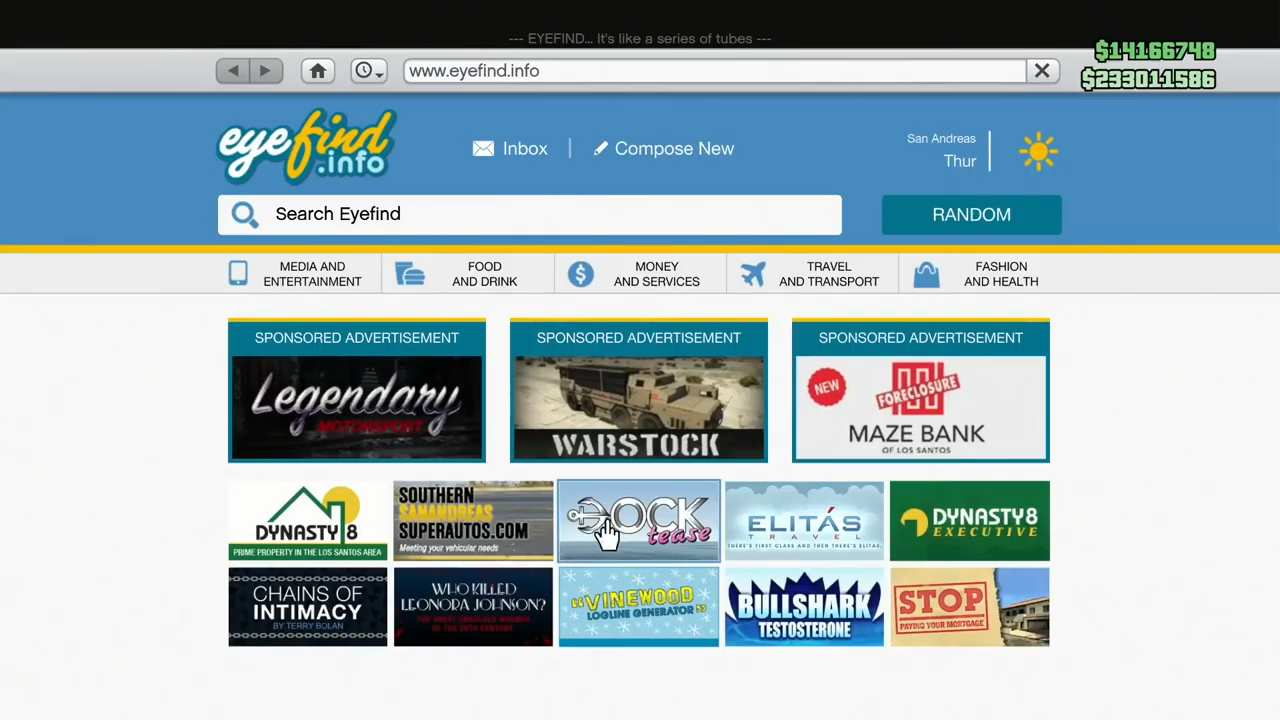 --- EYEFIND... It's like a series of tubes ---
$14166748
www.eyefind.info
$233011586
eyefind
.info
Inbox
Compose New
San Andreas
Thur
Search Eyefind
RANDOM
MEDIA AND
ENTERTAINMENT
FOOD
AND DRINK
MONEY
AND SERVICES
TRAVEL
AND TRANSPORT
FASHION
AND HEALTH
SPONSORED ADVERTISEMENT
Legendary
MOTORSPORT
SPONSORED ADVERTISEMENT
WARSTOCK
SPONSORED ADVERTISEMENT
NEW
FORECLOSURE
MAZE BANK
OF LOS SANTOS
DYNASTY 8
PRIME PROPERTY IN THE LOS SANTOS AREA
SOUTHERN
SANANDREAS
SUPERAUTOS.COM
Meeting your vehicular needs
DOCK
tease
ELITÁS
TRAVEL
THERE'S FIRST CLASS AND THEN THERE'S ELITAS
DYNASTY 8
EXECUTIVE
CHAINS OF
INTIMACY
BY TERRY BOLAN
WHO KILLED
LEONORA JOHNSON?
THE GREAT UNSOLVED MURDER
OF THE 20TH CENTURY
"VINEWOOD
LOGLINE GENERATOR"
BULLSHARK
TESTOSTERONE
STOP
PAYING YOUR MORTGAGE